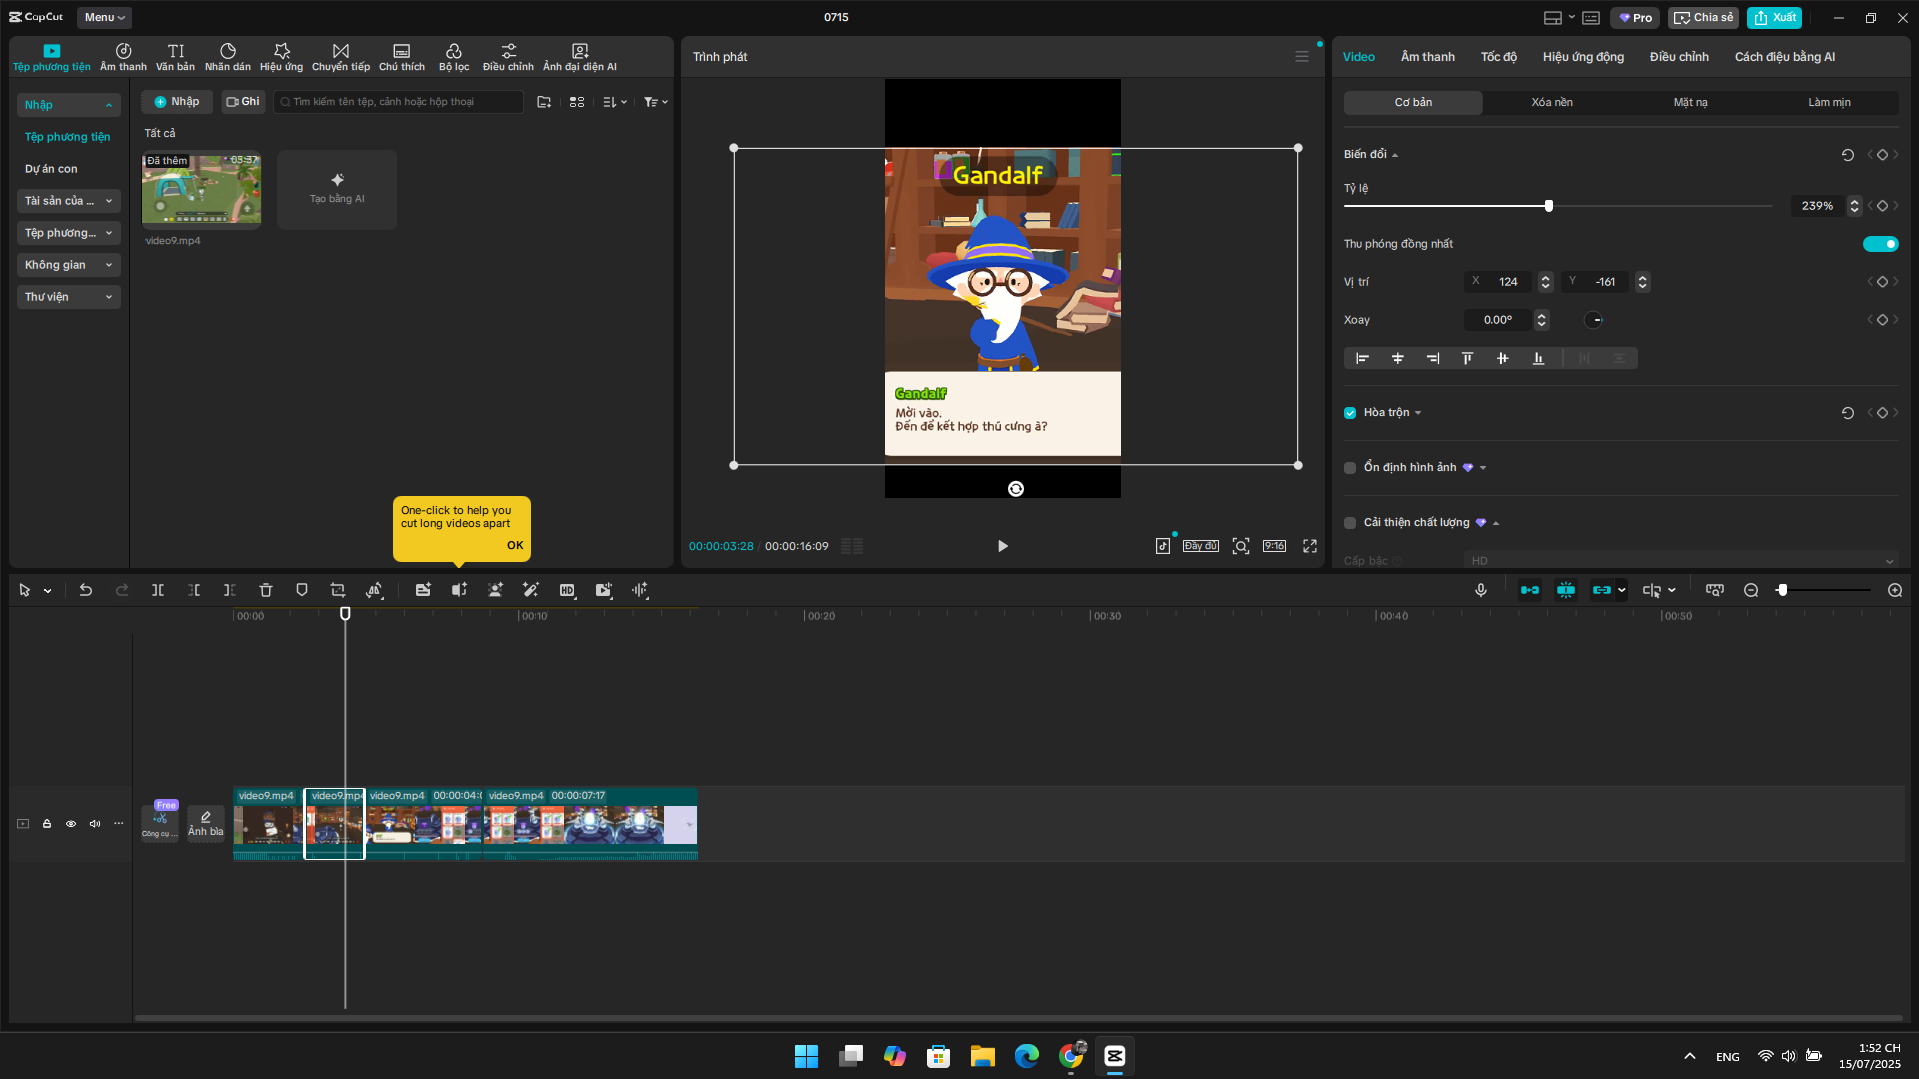 CapCut
Menu
0715
Pro
Chia sẻ
Xuất
Tệp phương tiện
Âm thanh
Văn bản
Nhãn dán
Hiệu ứng
Chuyển tiếp
Chú thích
Bộ lọc
Điều chỉnh
Ảnh đại diện AI
Nhập
Tệp phương tiện
Dự án con
Tài sản của ...
Tệp phương...
Không gian
Thư viện
Nhập
Ghi
Tìm kiếm tên tệp, cảnh hoặc hộp thoại
Tất cả
Đã thêm
03:37
video9.mp4
Tạo bằng AI
One-click to help you
cut long videos apart
OK
Trình phát
Gandalf
Gandalf
Mời vào.
Đến để kết hợp thú cưng à?
00:00:03:28 / 00:00:16:09
Đầy đủ
9:16
Video
Âm thanh
Tốc độ
Hiệu ứng động
Điều chỉnh
Cách điệu bằng AI
Cơ bản
Xóa nền
Mặt nạ
Làm mịn
Biến đổi
Tỷ lệ
239%
Thu phóng đồng nhất
Vị trí
X 124
Y -161
Xoay
0.00°
Hòa trộn
Ổn định hình ảnh
Cải thiện chất lượng
Cấp bậc
HD
HD
00:00
00:10
00:20
00:30
00:40
00:50
Free
Công cụ ...
Ảnh bìa
video9.mp4
video9.mp4
video9.mp4 00:00:04:0
video9.mp4 00:00:07:17
ENG
1:52 CH
15/07/2025